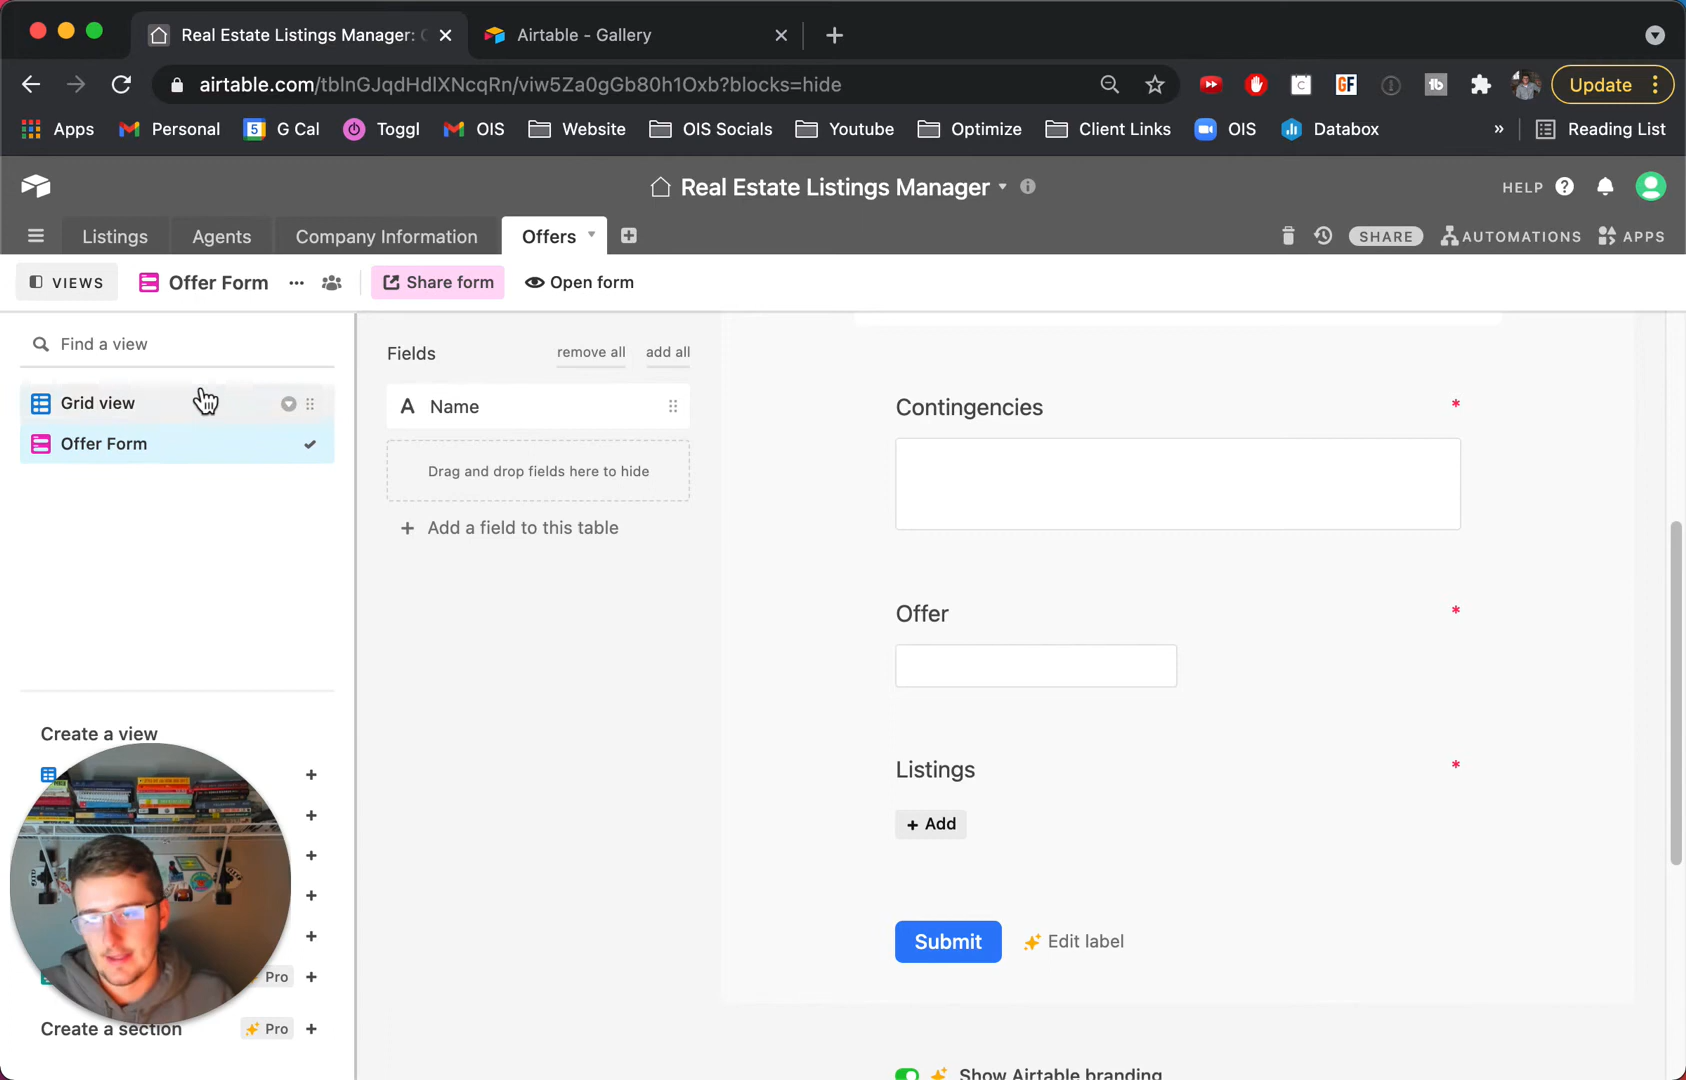 Real Estate Listings Manager:
Airtable - Gallery
airtable.com/tblnGJqdHdlXNcqRn/viw5Za0gGb80h1Oxb?blocks=hide
Update
Apps
Personal
5
G Cal
Toggl
OIS
Website
OIS Socials
Youtube
Optimize
Client Links
OIS
Databox
»
Reading List
Real Estate Listings Manager
HELP
Listings
Agents
Company Information
Offers
SHARE
AUTOMATIONS
APPS
VIEWS
Offer Form
Share form
Open form
Find a view
Grid view
Offer Form
Fields
remove all
add all
A Name
Drag and drop fields here to hide
+ Add a field to this table
Contingencies *
Offer *
Listings *
+ Add
Submit
Edit label
Show Airtable branding
Create a view
+
+
+
+
+
Pro +
Create a section
Pro +